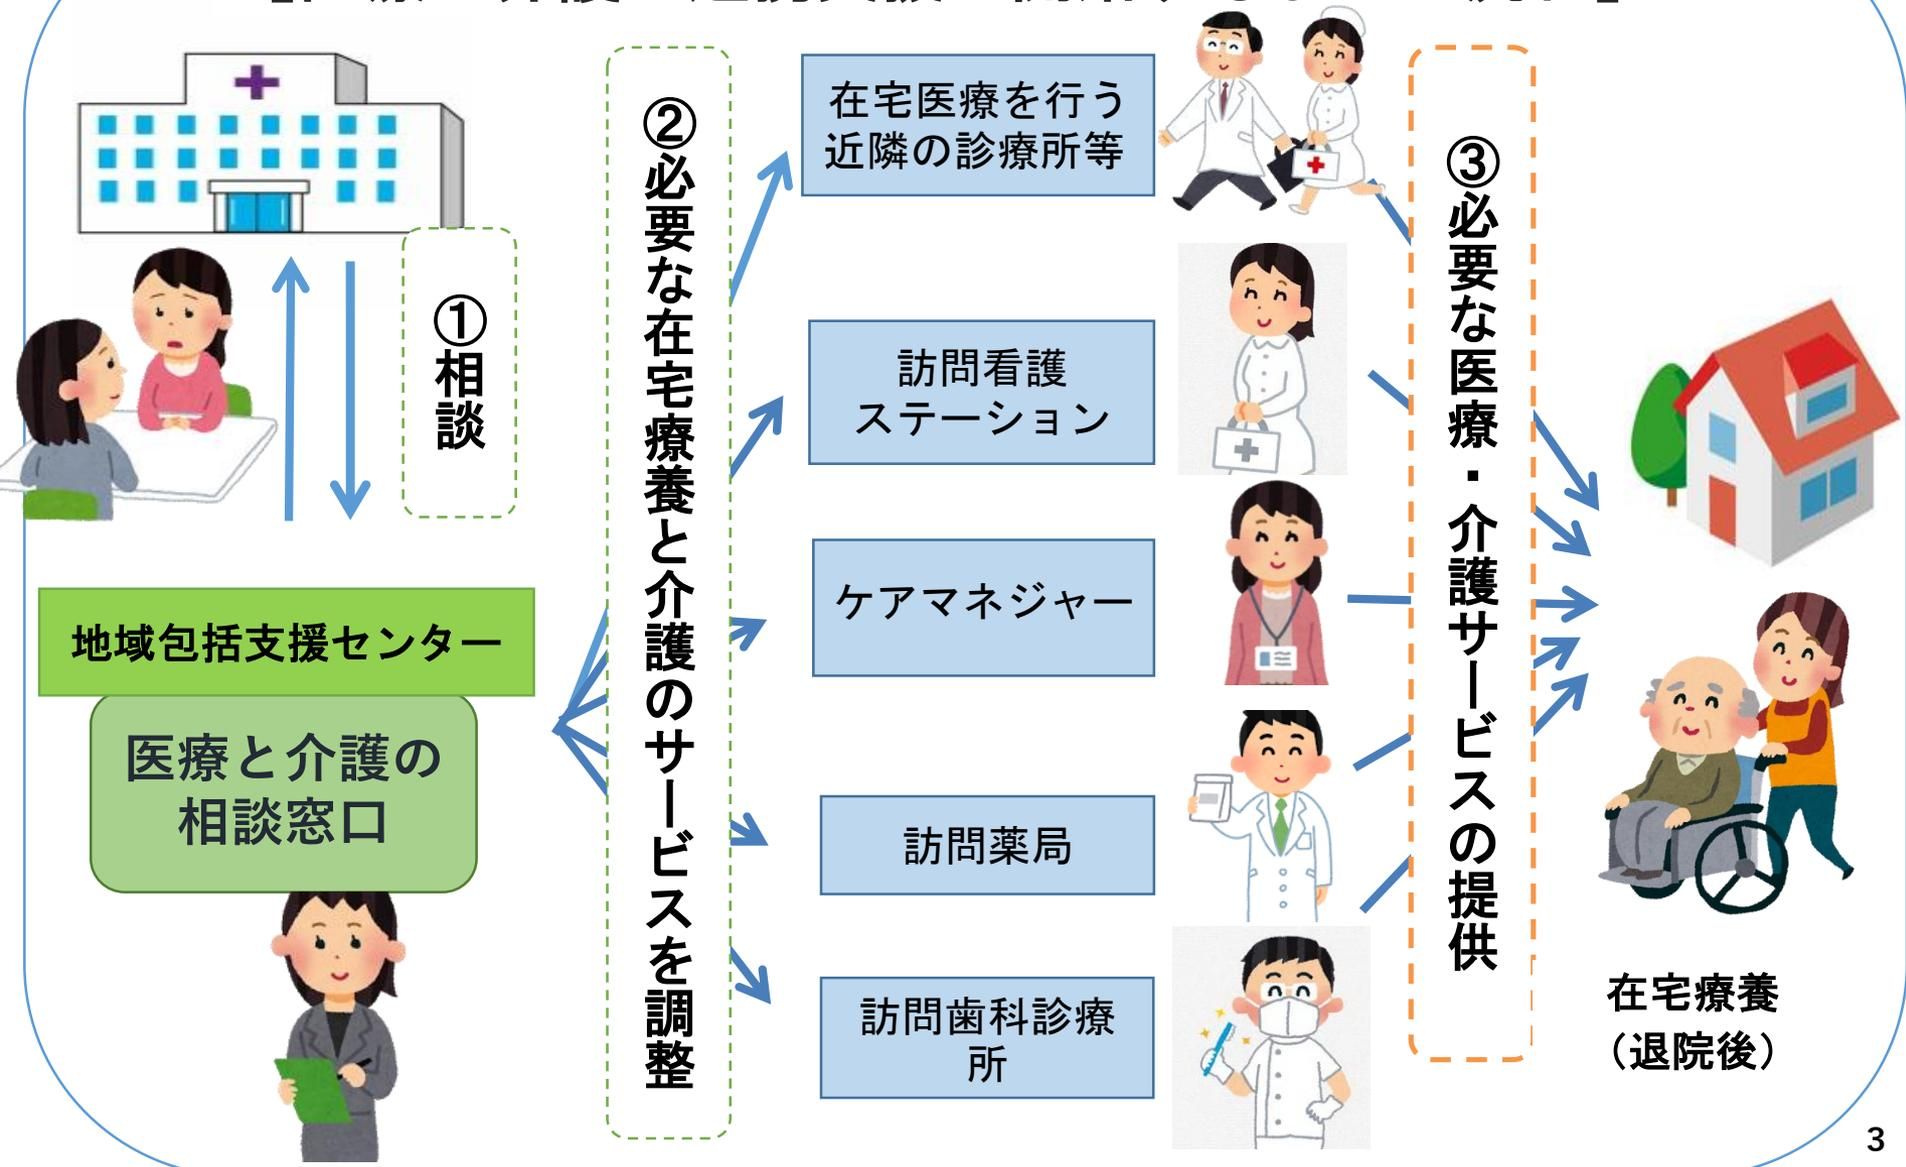 ①相談
地域包括支援センター
医療と介護の
相談窓口
②必要な在宅療養と介護のサービスを調整
在宅医療を行う
近隣の診療所等
訪問看護
ステーション
ケアマネジャー
訪問薬局
訪問歯科診療
所
③必要な医療・介護サービスの提供
在宅療養
（退院後）
3